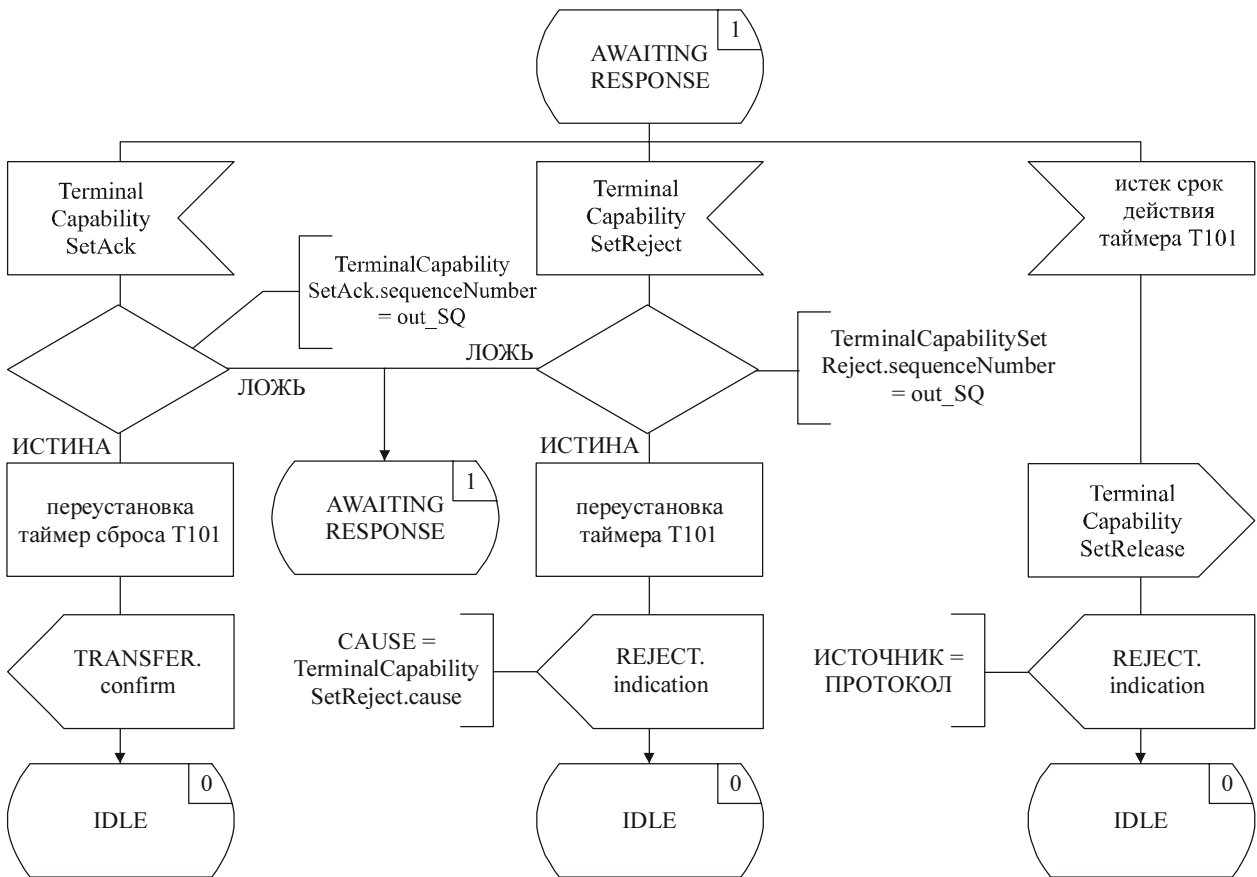 1
AWAITING
RESPONSE
Terminal
Capability
SetAck
Terminal
Capability
SetReject
истек срок
действия
таймера T101
TerminalCapability
SetAck.sequenceNumber
= out_SQ
TerminalCapabilitySet
Reject.sequenceNumber
= out_SQ
ЛОЖЬ
ЛОЖЬ
ИСТИНА
ИСТИНА
переустановка
таймер сброса T101
1
AWAITING
RESPONSE
переустановка
таймера T101
Terminal
Capability
SetRelease
TRANSFER.
confirm
CAUSE =
TerminalCapability
SetReject.cause
REJECT.
indication
ИСТОЧНИК =
ПРОТОКОЛ
REJECT.
indication
0
IDLE
0
IDLE
0
IDLE